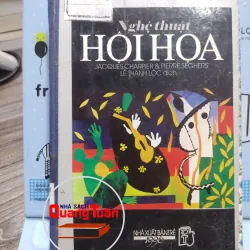 Nghệ thuật
HỘI HỌA
JACQUES CHARPIER & PIERRE SEGHERS
LÊ THANH LỘC dịch
NHÀ SÁCH
Quang Tuấn
NHÀ XUẤT BẢN TRẺ